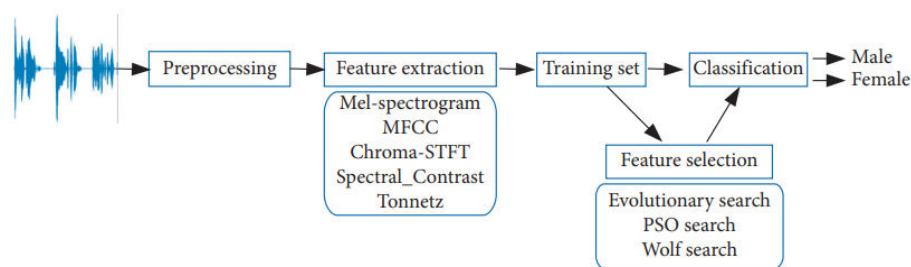 Preprocessing
Feature extraction
Mel-spectrogram
MFCC
Chroma-STFT
Spectral_Contrast
Tonnetz
Training set
Classification
Male
Female
Feature selection
Evolutionary search
PSO search
Wolf search